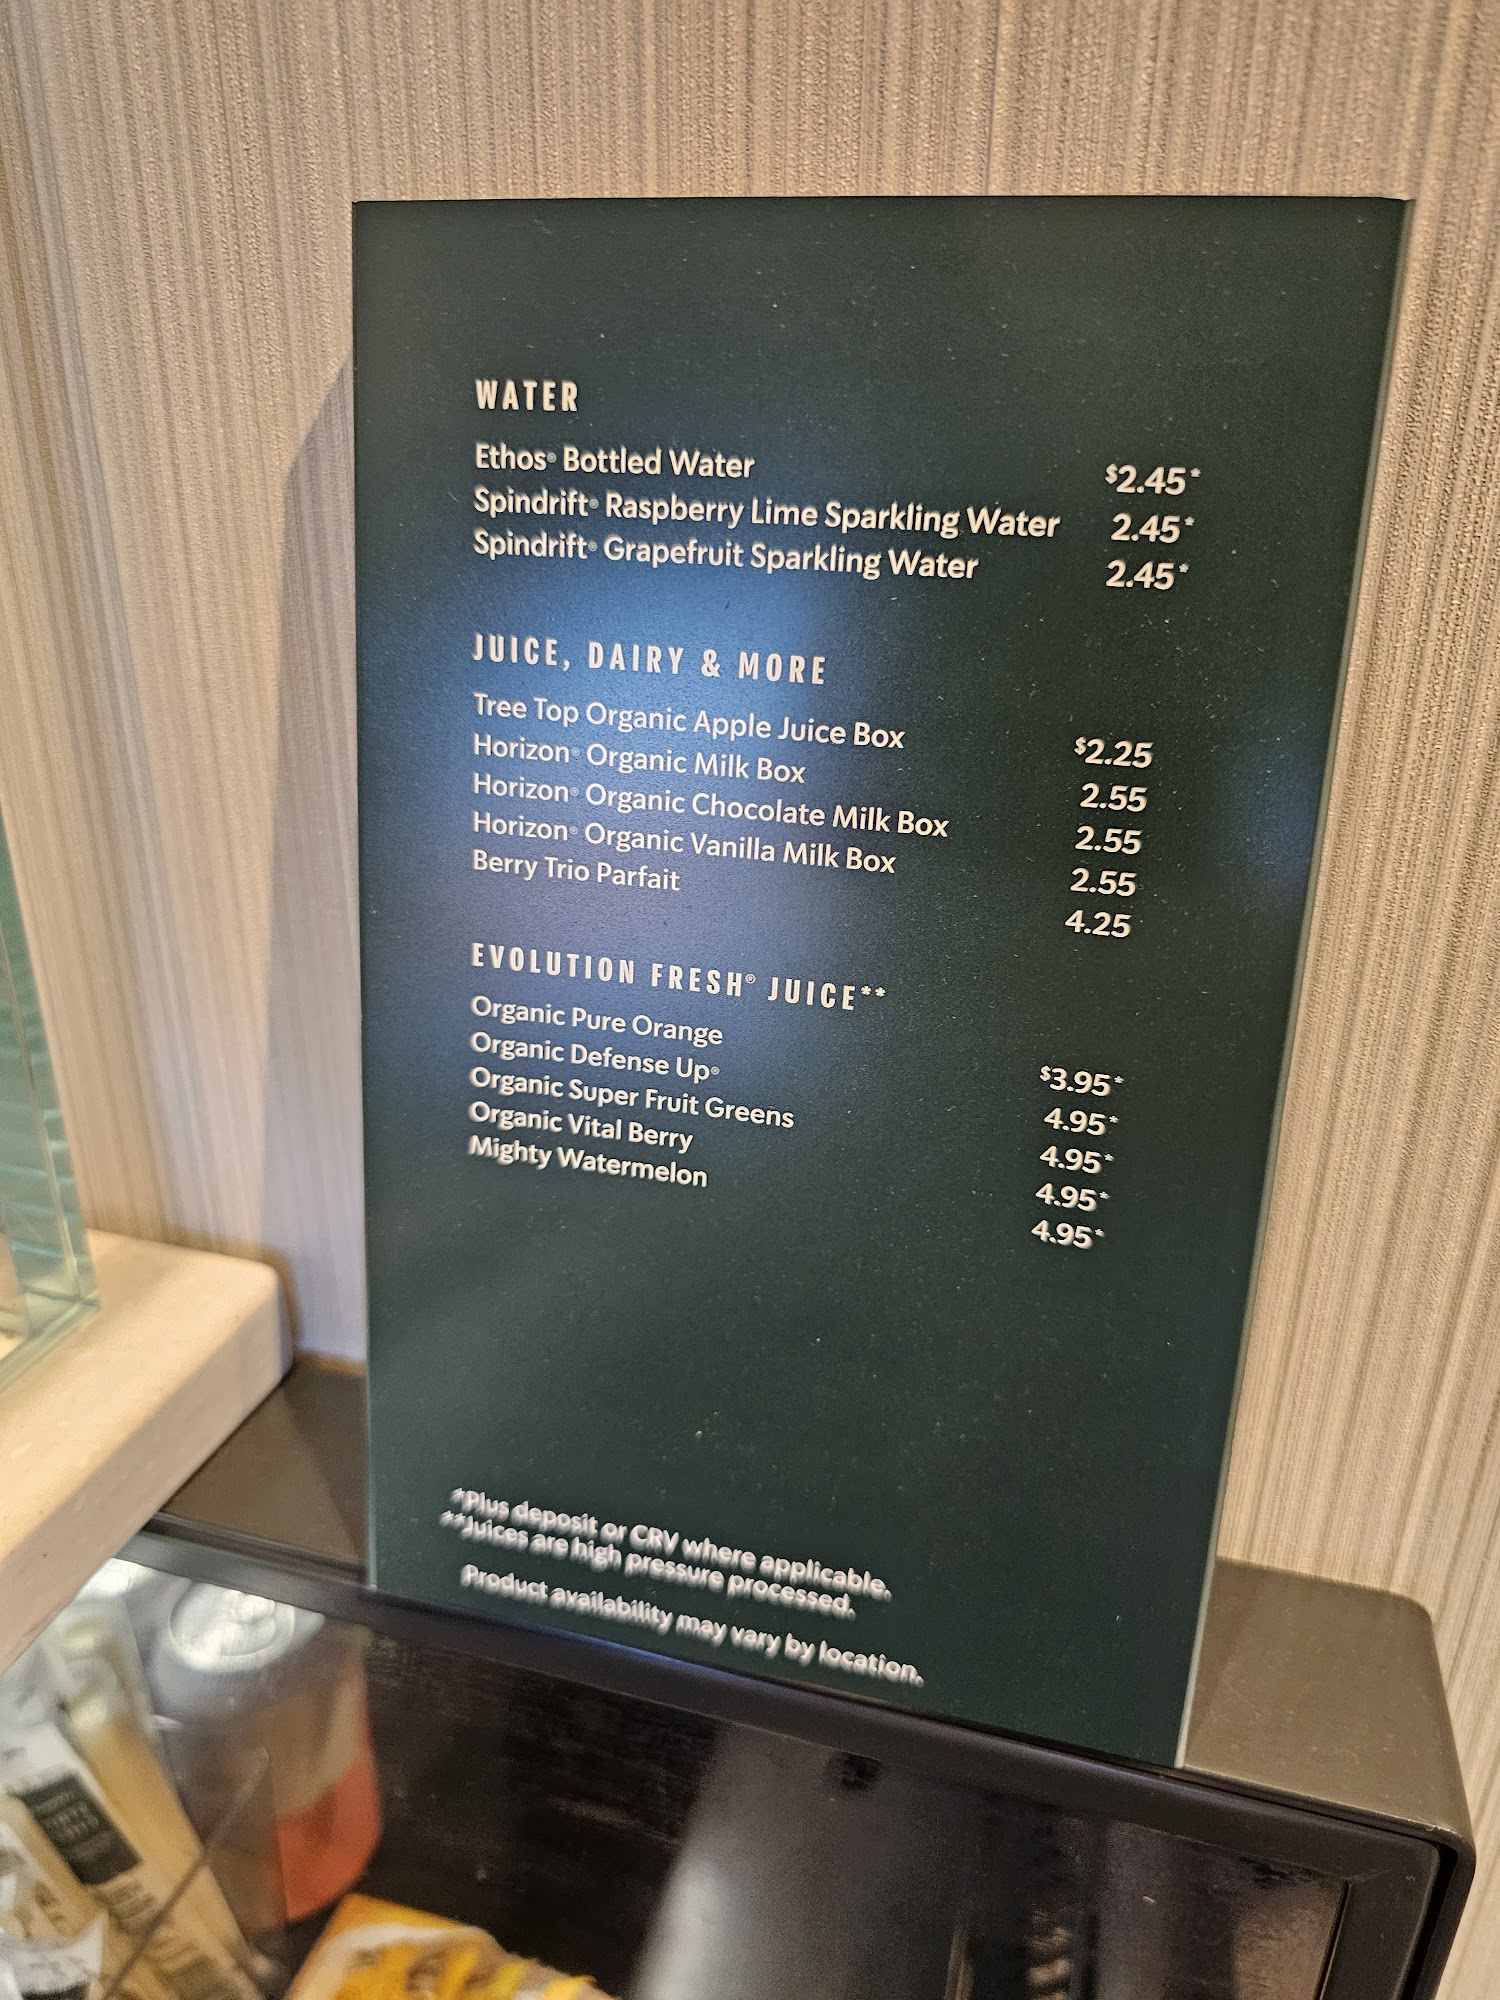 WATER
Ethos® Bottled Water $2.45*
Spindrift® Raspberry Lime Sparkling Water 2.45*
Spindrift® Grapefruit Sparkling Water 2.45*
JUICE, DAIRY & MORE
Tree Top Organic Apple Juice Box $2.25
Horizon® Organic Milk Box 2.55
Horizon® Organic Chocolate Milk Box 2.55
Horizon® Organic Vanilla Milk Box 2.55
Berry Trio Parfait 4.25
EVOLUTION FRESH® JUICE**
Organic Pure Orange $3.95*
Organic Defense Up® 4.95*
Organic Super Fruit Greens 4.95*
Organic Vital Berry 4.95*
Mighty Watermelon 4.95*
*Plus deposit or CRV where applicable.
**Juices are high pressure processed.
Product availability may vary by location.